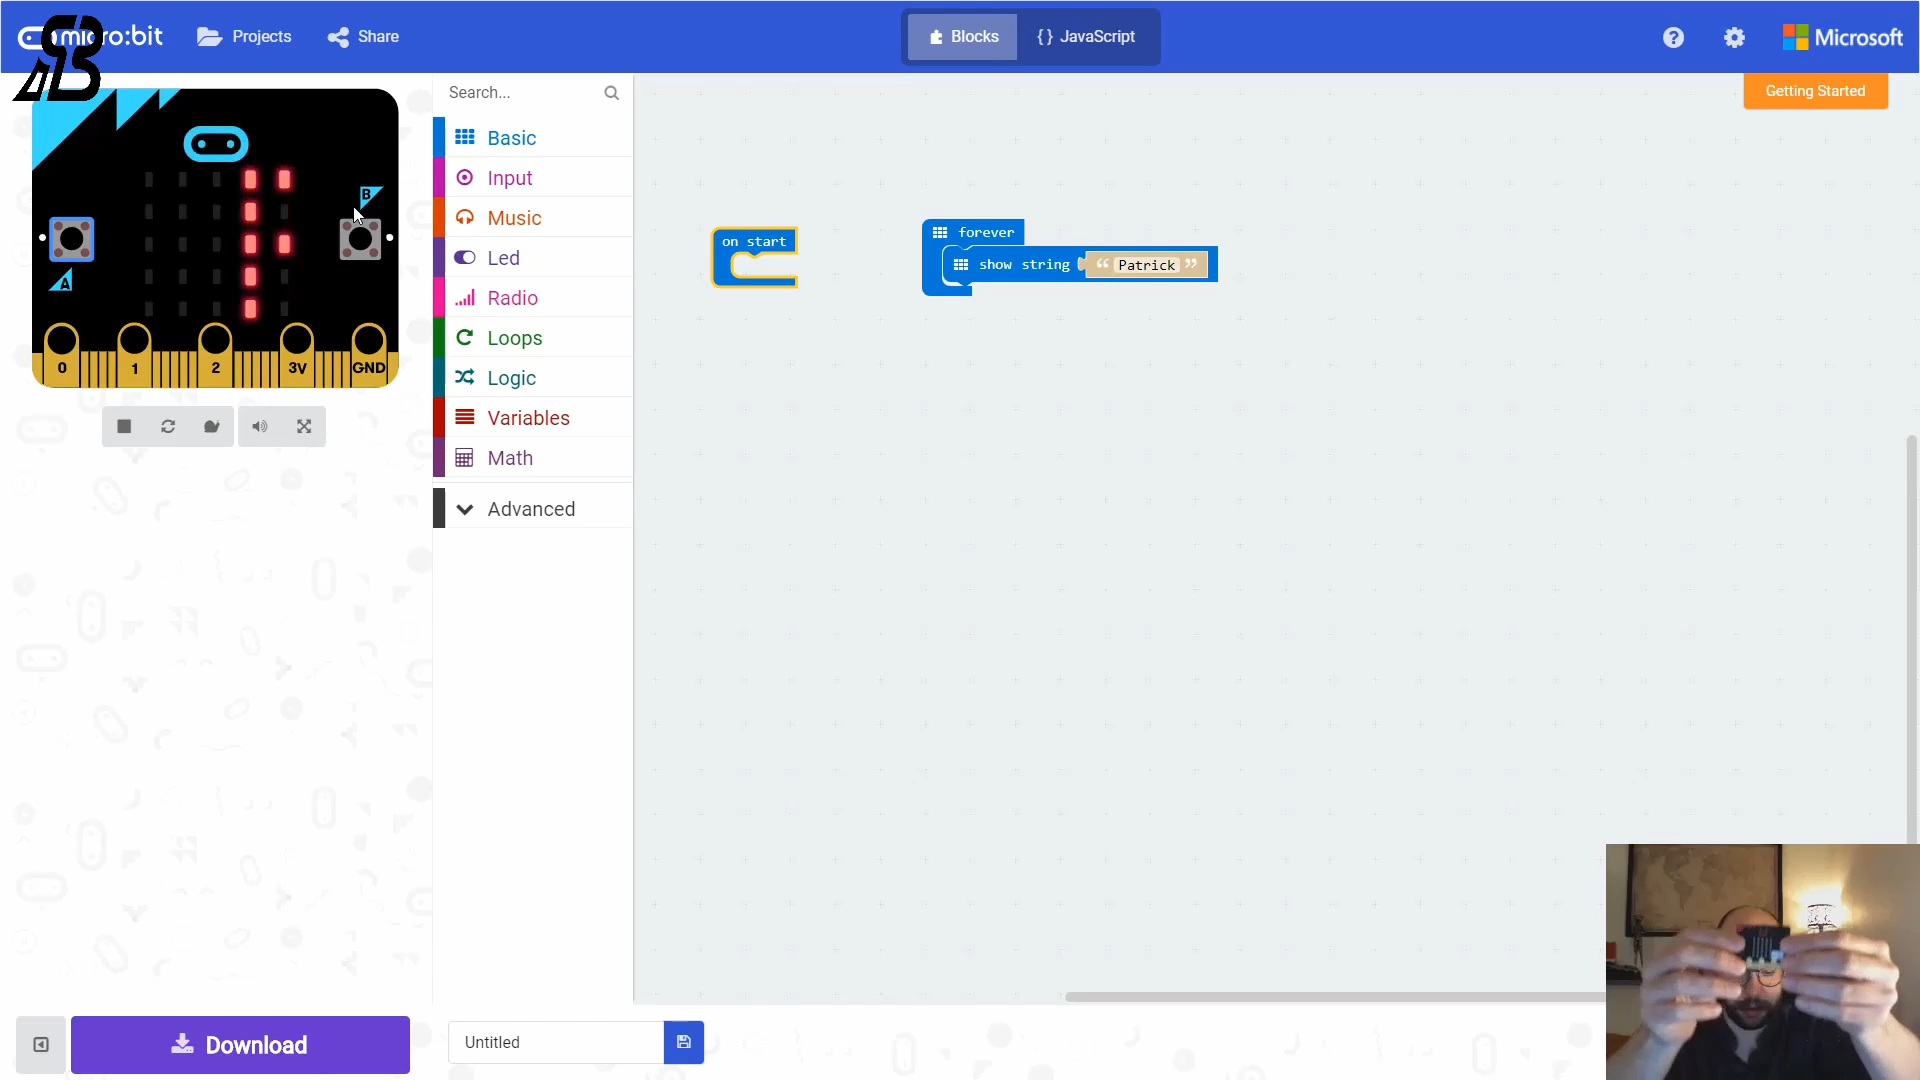 micro:bit
Projects
Share
Blocks
{} JavaScript
Microsoft
Getting Started
Search...
Basic
Input
Music
Led
Radio
Loops
Logic
Variables
Math
Advanced
B
A
0 1 2 3V GND
on start
forever
show string “ Patrick ”
Download
Untitled